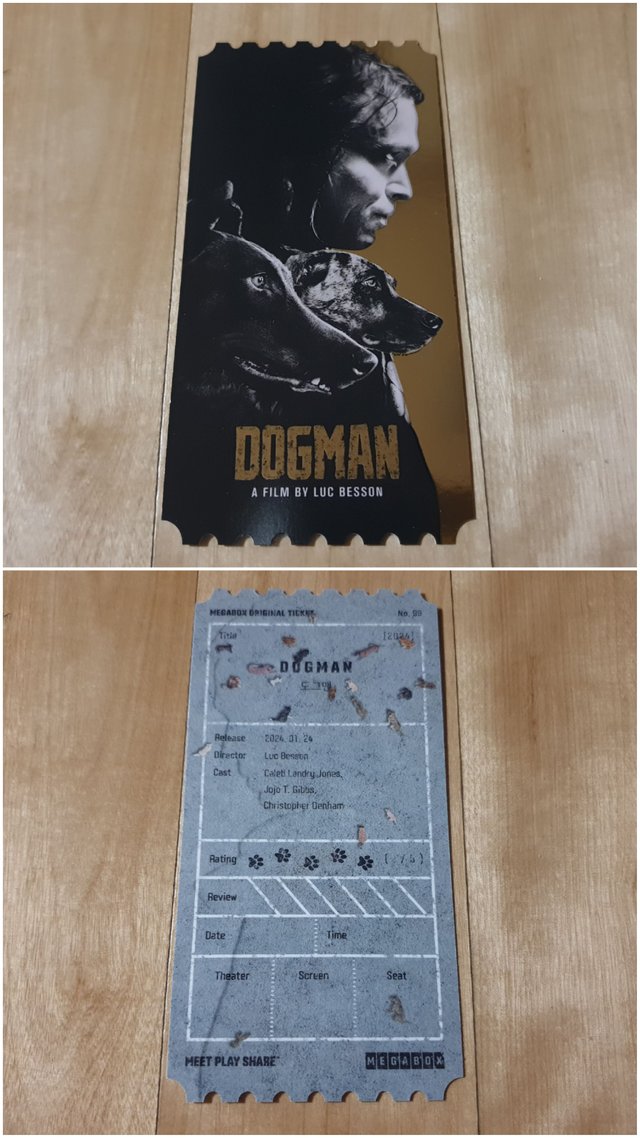 DOGMAN
A FILM BY LUC BESSON
MEGABOX ORIGINAL TICKET
No. 99
Title
[2024]
DOGMAN
Release 2024. 01. 24
Director Luc Besson
Cast Caleb Landry Jones,
Jojo T. Gibbs,
Christopher Denham
Rating ( / 5 )
Review
Date Time
Theater Screen Seat
MEET PLAY SHARE
MEGABOX